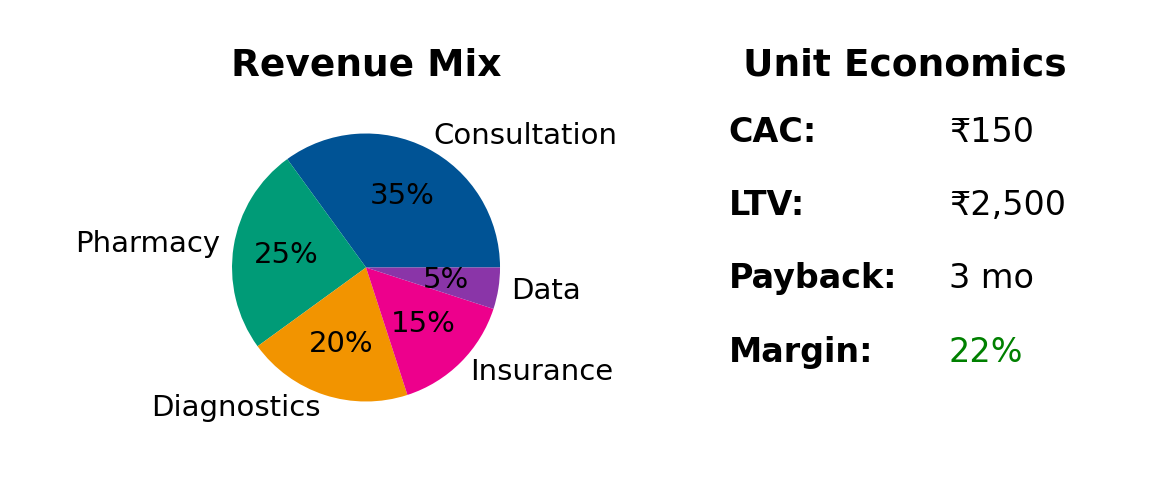 Revenue Mix
Consultation
35%
Pharmacy
25%
Diagnostics
20%
Insurance
15%
Data
5%
Unit Economics
CAC: ₹150
LTV: ₹2,500
Payback: 3 mo
Margin: 22%